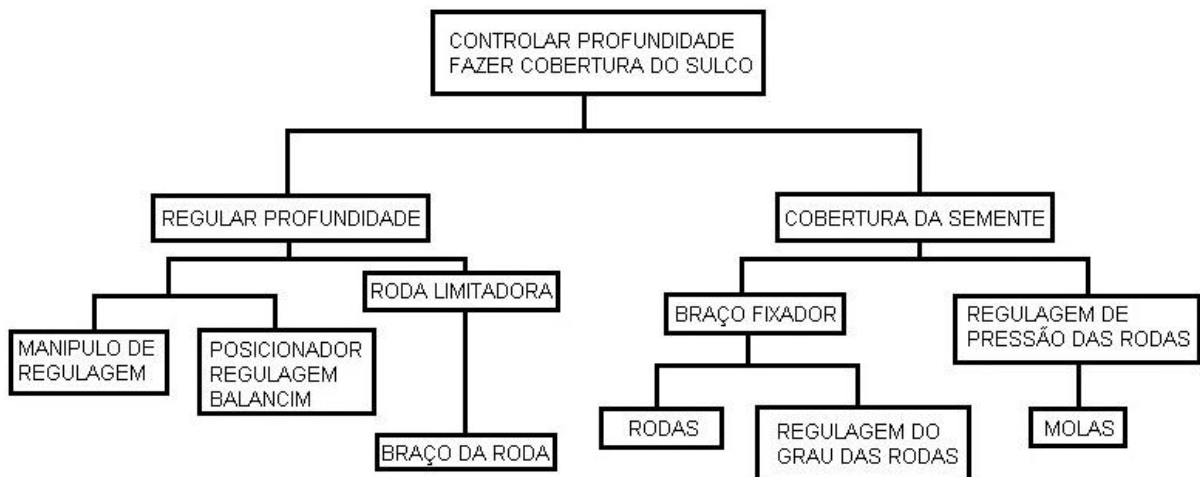 CONTROLAR PROFUNDIDADE
FAZER COBERTURA DO SULCO
REGULAR PROFUNDIDADE
COBERTURA DA SEMENTE
RODA LIMITADORA
BRAÇO FIXADOR
REGULAGEM DE
PRESSÃO DAS RODAS
MANIPULO DE
REGULAGEM
POSICIONADOR
REGULAGEM
BALANCIM
BRAÇO DA RODA
RODAS
REGULAGEM DO
GRAU DAS RODAS
MOLAS